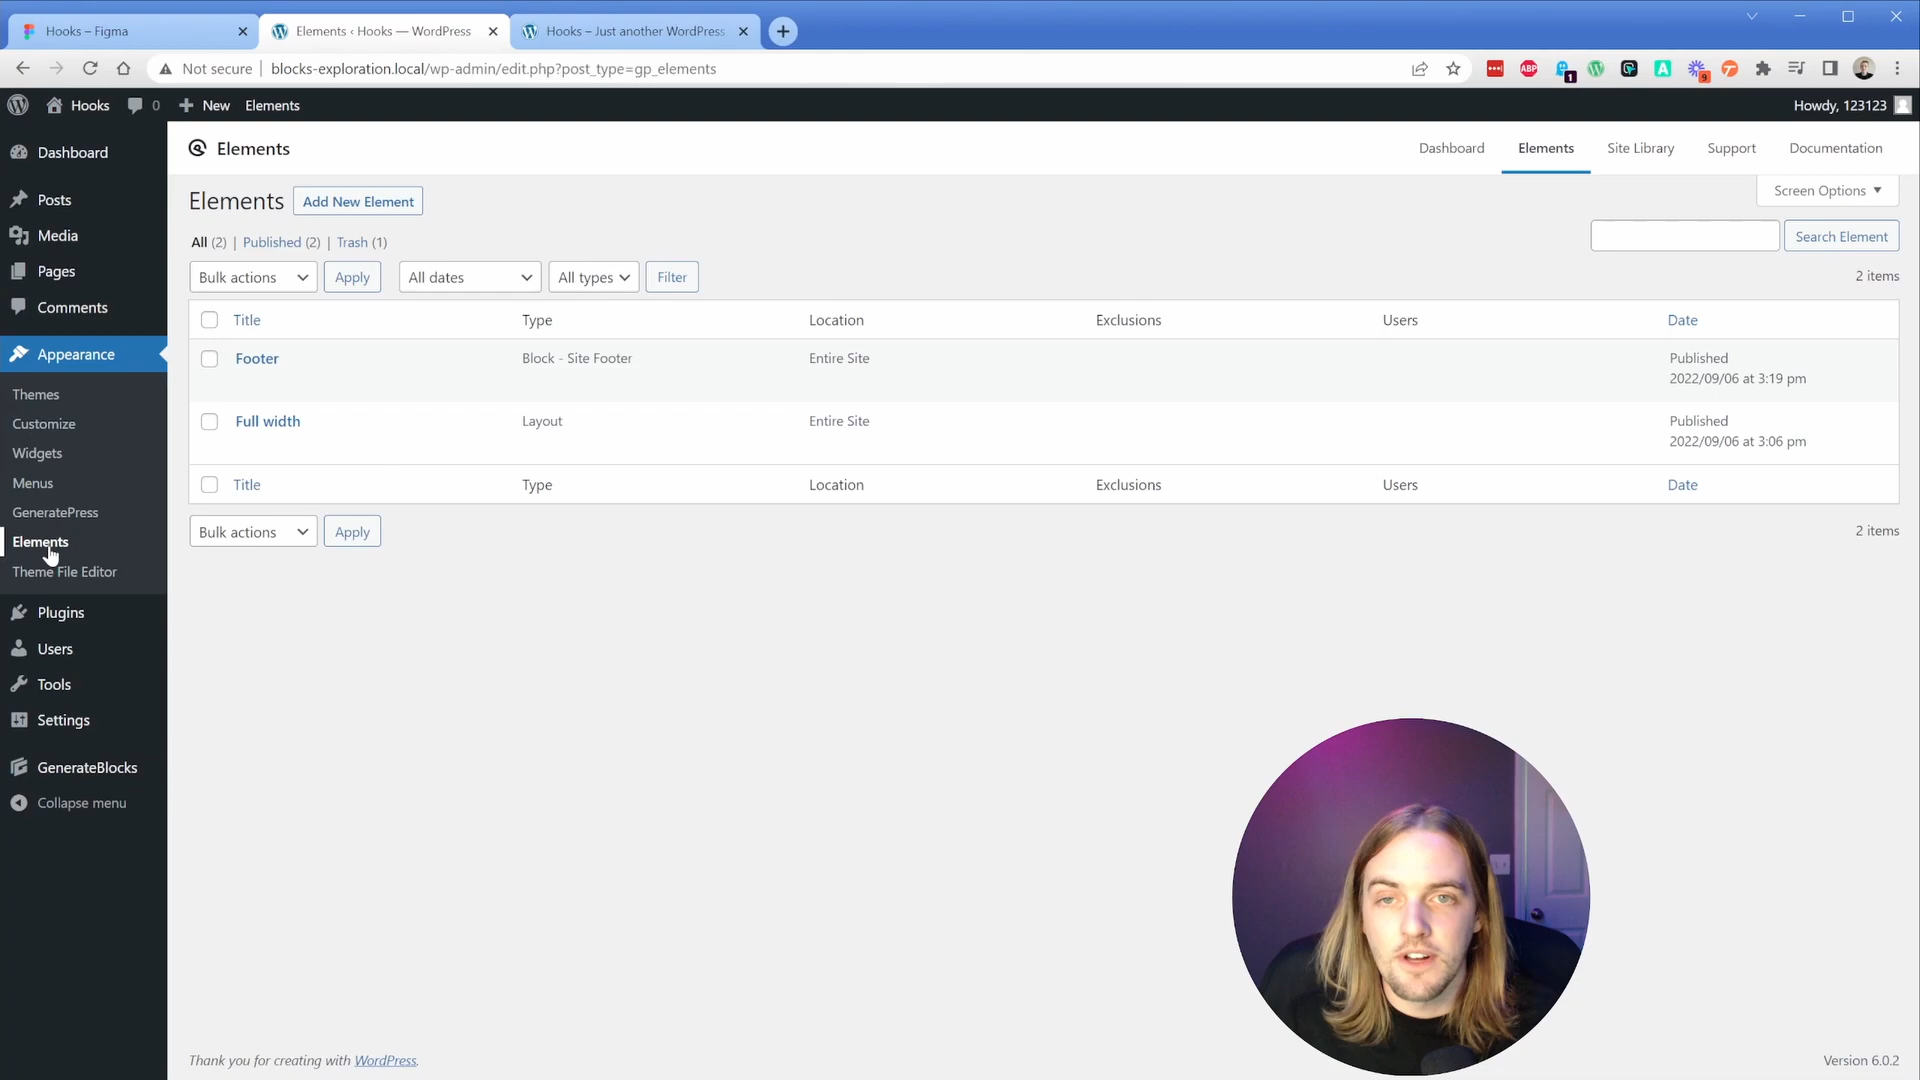 Hooks – Figma
Elements ‹ Hooks — WordPress
Hooks – Just another WordPress
Not secure
blocks-exploration.local/wp-admin/edit.php?post_type=gp_elements
ABP
1
A
9
Hooks
0
New
Elements
Howdy, 123123
Dashboard
Posts
Media
Pages
Comments
Appearance
Themes
Customize
Widgets
Menus
GeneratePress
Elements
Theme File Editor
Plugins
Users
Tools
Settings
GenerateBlocks
Collapse menu
Elements
Dashboard
Elements
Site Library
Support
Documentation
Screen Options
Elements
Add New Element
All (2) | Published (2) | Trash (1)
Search Element
Bulk actions
Apply
All dates
All types
Filter
2 items
Title Type Location Exclusions Users Date
Footer Block - Site Footer Entire Site Published
2022/09/06 at 3:19 pm
Full width Layout Entire Site Published
2022/09/06 at 3:06 pm
Title Type Location Exclusions Users Date
Bulk actions
Apply
2 items
Thank you for creating with WordPress.
Version 6.0.2